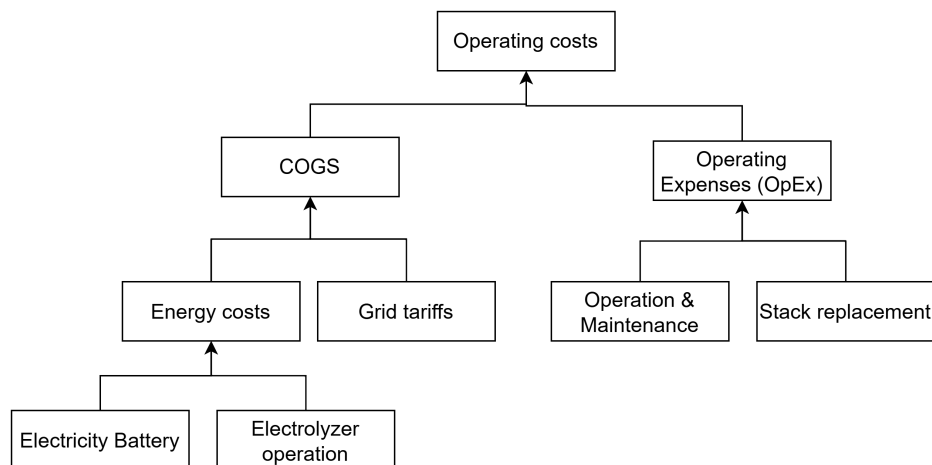 Operating costs
COGS
Operating
Expenses (OpEx)
Energy costs
Grid tariffs
Operation &
Maintenance
Stack replacement
Electricity Battery
Electrolyzer
operation